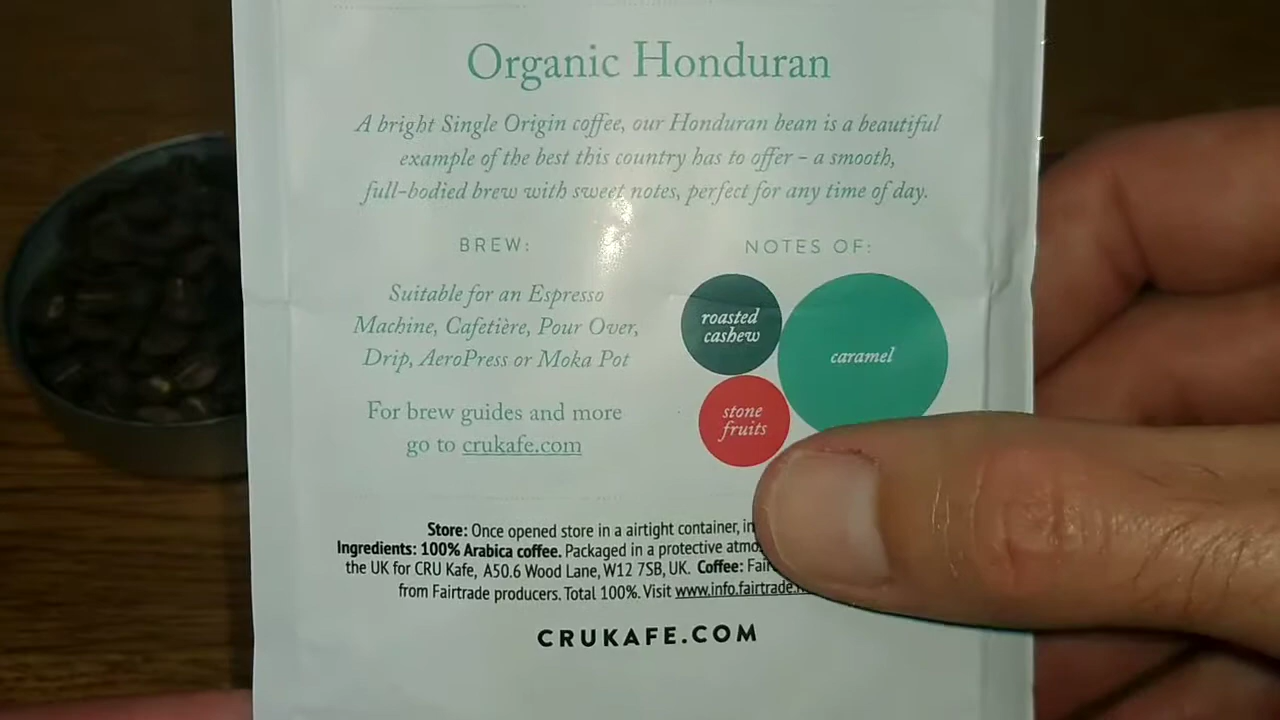 Organic Honduran
A bright Single Origin coffee, our Honduran bean is a beautiful
example of the best this country has to offer – a smooth,
full-bodied brew with sweet notes, perfect for any time of day.
BREW:
Suitable for an Espresso
Machine, Cafetière, Pour Over,
Drip, AeroPress or Moka Pot
For brew guides and more
go to crukafe.com
NOTES OF:
roasted
cashew
caramel
stone
fruits
Store: Once opened store in a airtight container,
Ingredients: 100% Arabica coffee. Packaged in a protective
the UK for CRU Kafe, A50.6 Wood Lane, W12 7SB, UK. Coffee:
from Fairtrade producers. Total 100%. Visit www.info.fairtrade.
CRUKAFE.COM